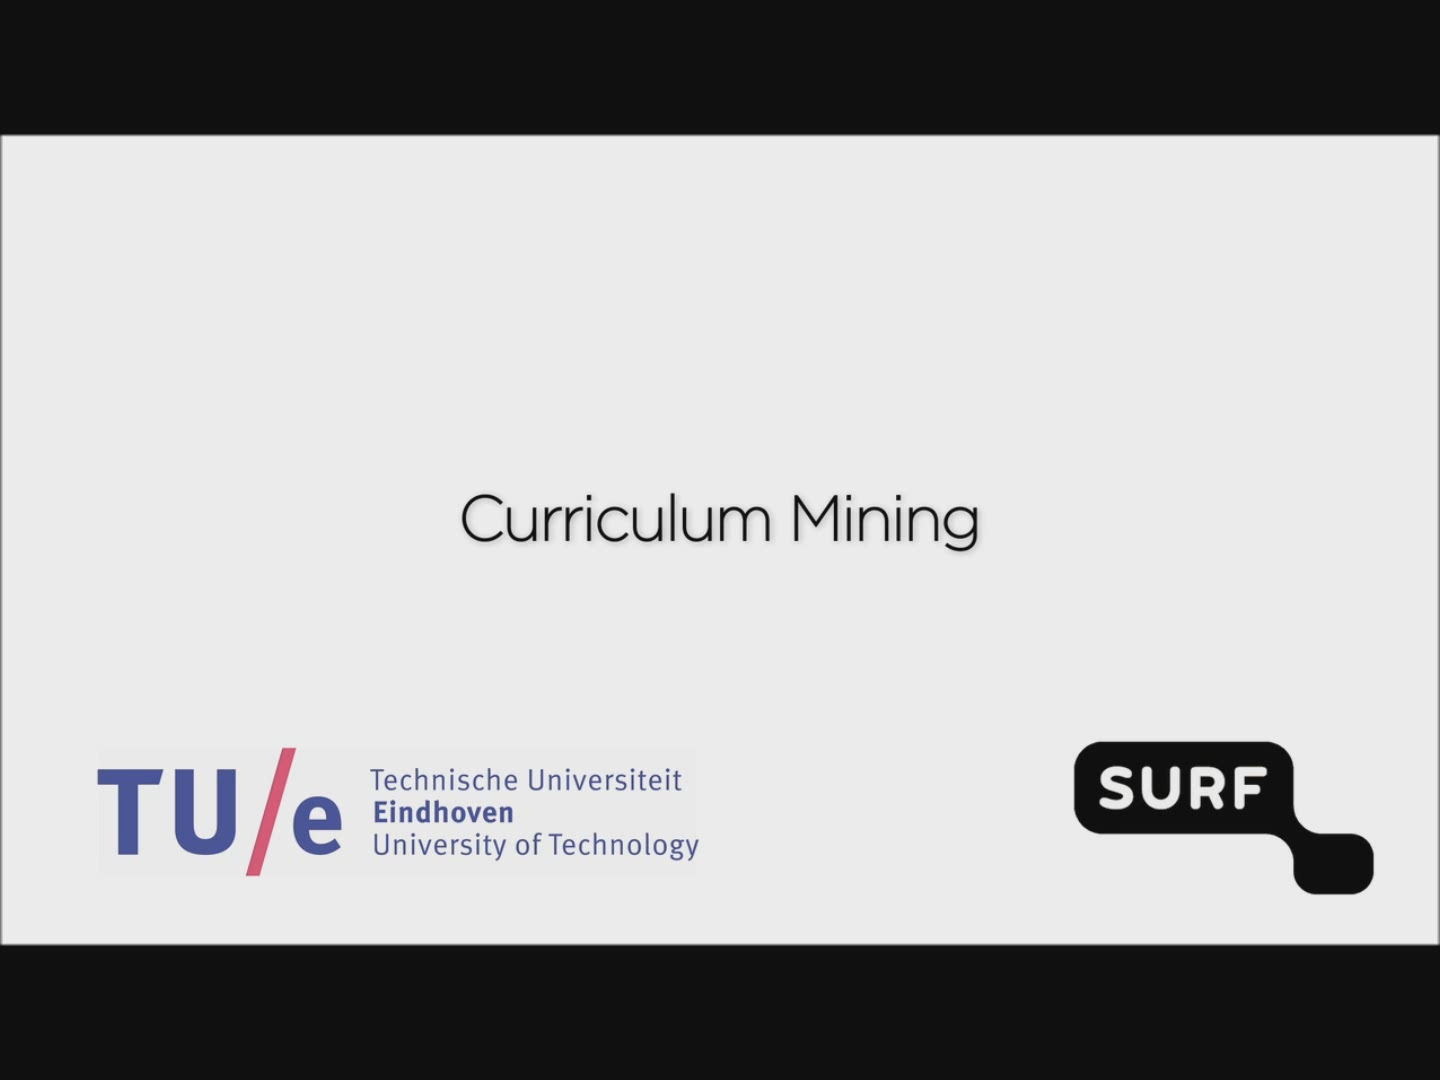 Curriculum Mining
TU/e
Technische Universiteit
Eindhoven
University of Technology
SURF